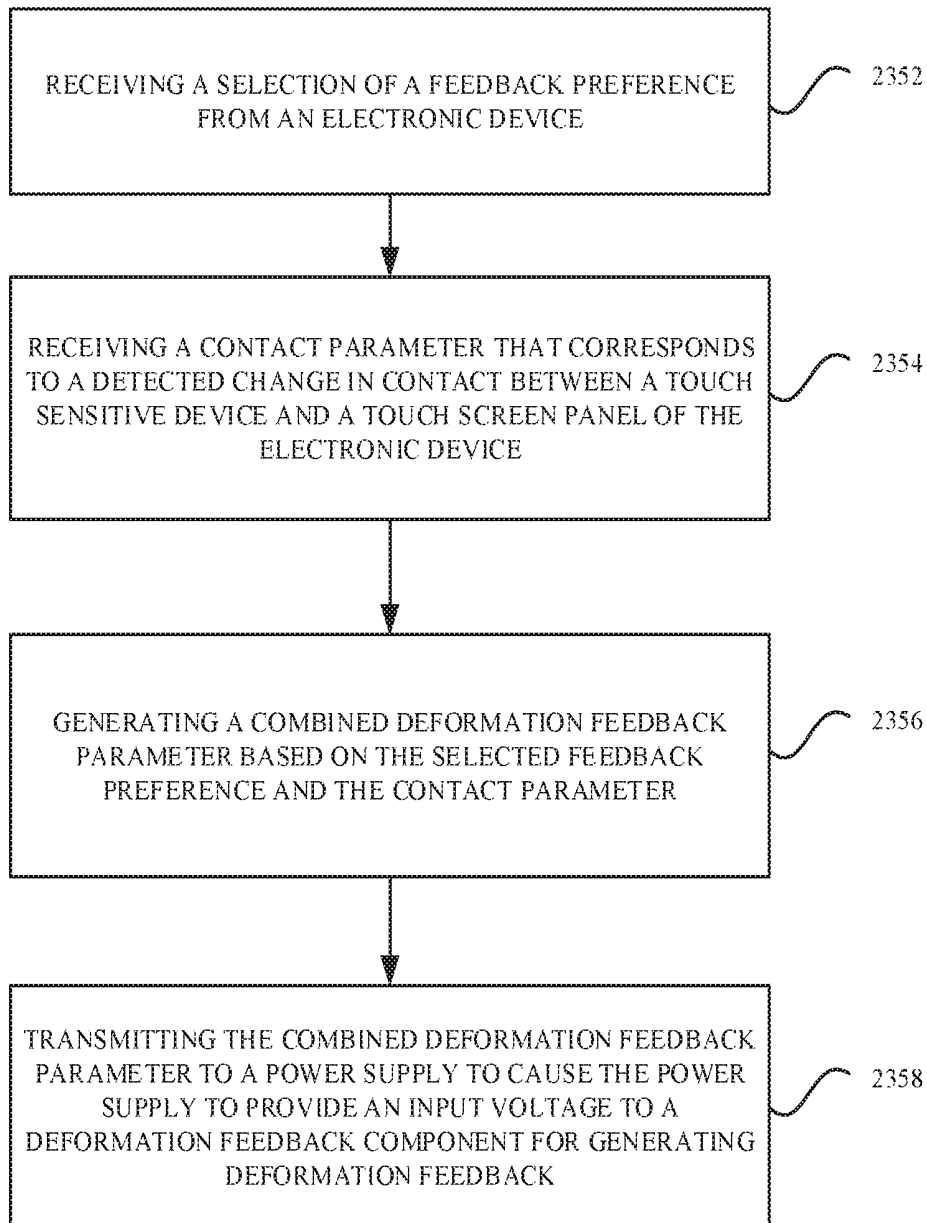 RECEIVING A SELECTION OF A FEEDBACK PREFERENCE
FROM AN ELECTRONIC DEVICE
2352
RECEIVING A CONTACT PARAMETER THAT CORRESPONDS
TO A DETECTED CHANGE IN CONTACT BETWEEN A TOUCH
SENSITIVE DEVICE AND A TOUCH SCREEN PANEL OF THE
ELECTRONIC DEVICE
2354
GENERATING A COMBINED DEFORMATION FEEDBACK
PARAMETER BASED ON THE SELECTED FEEDBACK
PREFERENCE AND THE CONTACT PARAMETER
2356
TRANSMITTING THE COMBINED DEFORMATION FEEDBACK
PARAMETER TO A POWER SUPPLY TO CAUSE THE POWER
SUPPLY TO PROVIDE AN INPUT VOLTAGE TO A
DEFORMATION FEEDBACK COMPONENT FOR GENERATING
DEFORMATION FEEDBACK
2358